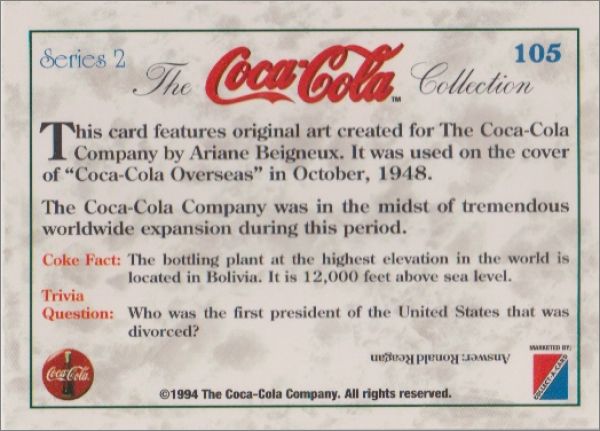 Series 2
105
The Coca-Cola Collection
TM
This card features original art created for The Coca-Cola
Company by Ariane Beigneux. It was used on the cover
of “Coca-Cola Overseas” in October, 1948.
The Coca-Cola Company was in the midst of tremendous
worldwide expansion during this period.
Coke Fact: The bottling plant at the highest elevation in the world is
located in Bolivia. It is 12,000 feet above sea level.
Trivia
Question: Who was the first president of the United States that was
divorced?
Answer: Ronald Reagan
MARKETED BY:
COLLECT-A-CARD
Coca-Cola
©1994 The Coca-Cola Company. All rights reserved.